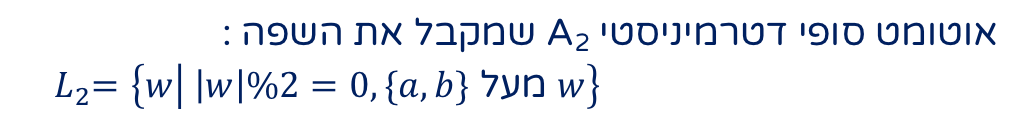 אוטומט סופי דטרמיניסטי A₂ שמקבל את השפה :
L₂= {w| |w|%2 = 0, {a, b} מעל w}